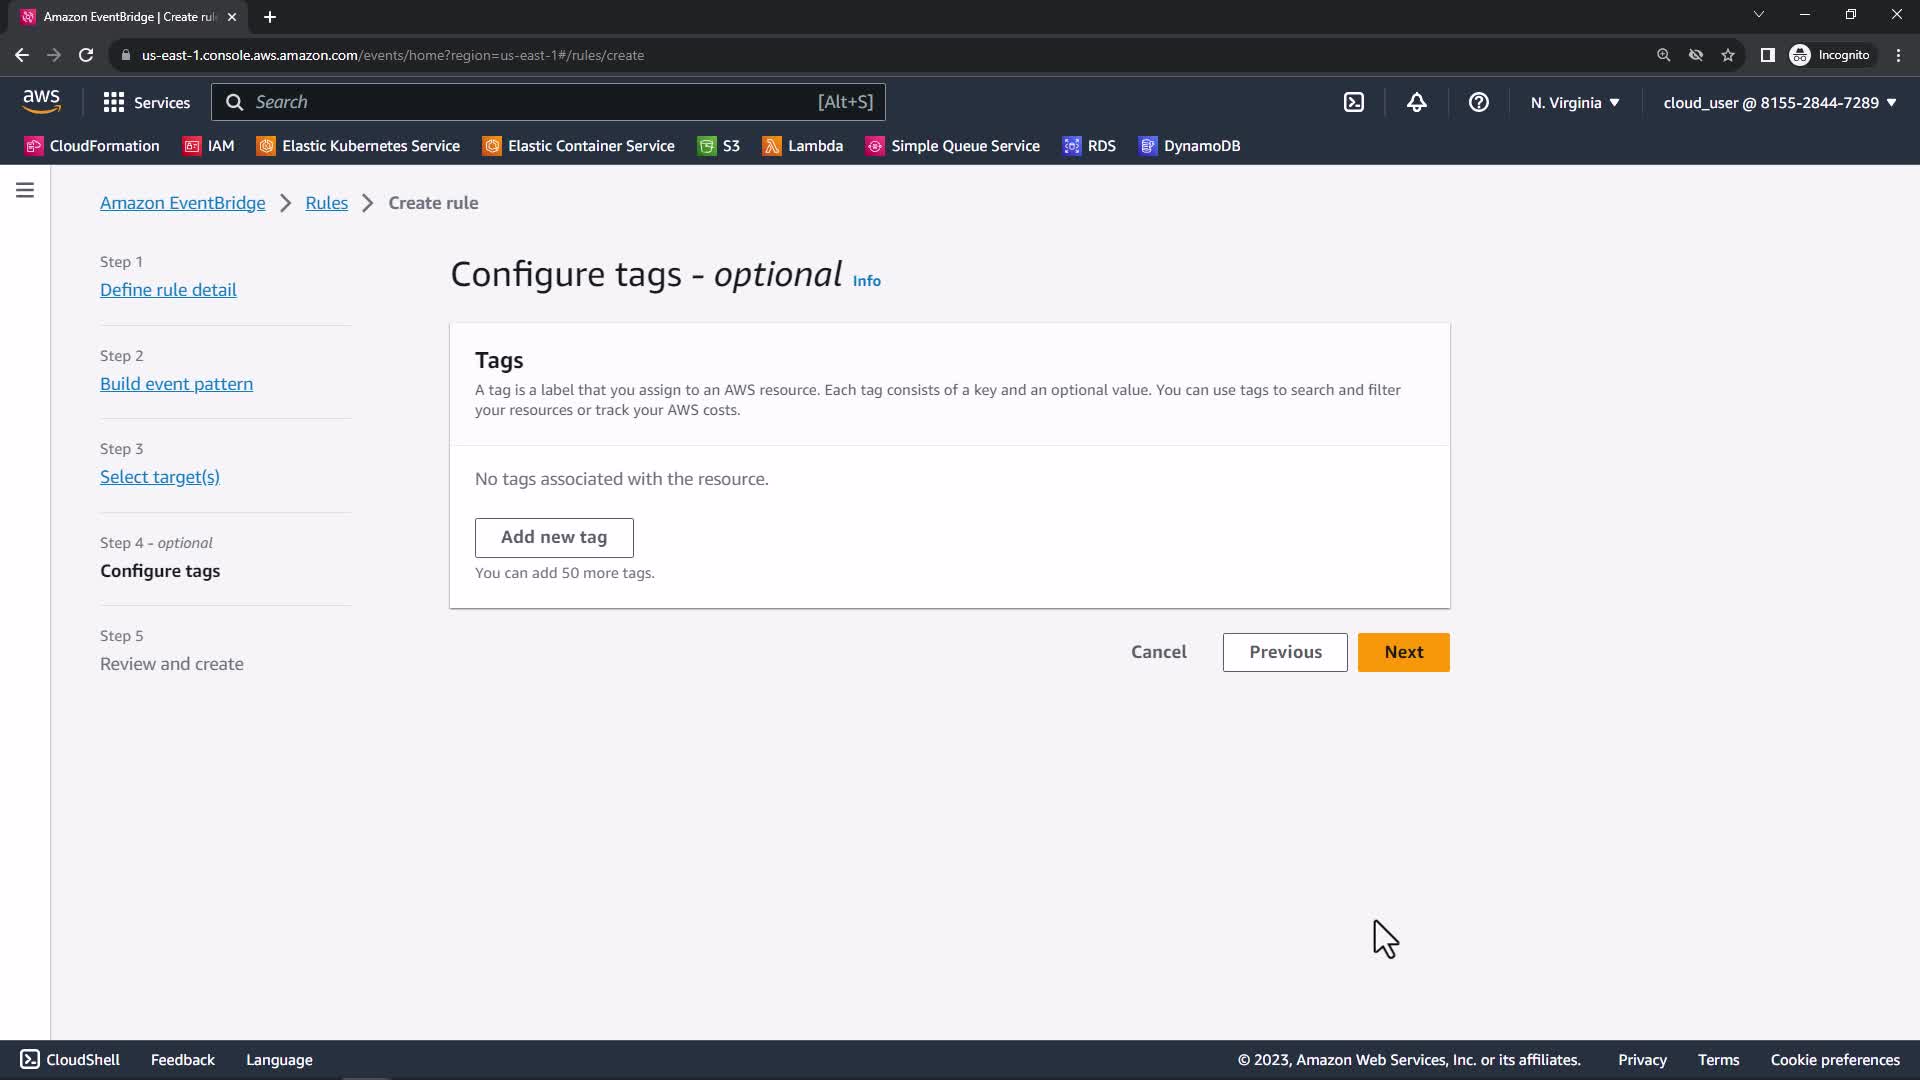 Amazon EventBridge | Create rul
us-east-1.console.aws.amazon.com/events/home?region=us-east-1#/rules/create
Incognito
aws
Services
Search
[Alt+S]
N. Virginia
cloud_user @ 8155-2844-7289
CloudFormation
IAM
Elastic Kubernetes Service
Elastic Container Service
S3
Lambda
Simple Queue Service
RDS
DynamoDB
Amazon EventBridge
Rules
Create rule
Step 1
Define rule detail
Step 2
Build event pattern
Step 3
Select target(s)
Step 4 - optional
Configure tags
Step 5
Review and create
Configure tags - optional Info
Tags
A tag is a label that you assign to an AWS resource. Each tag consists of a key and an optional value. You can use tags to search and filter
your resources or track your AWS costs.
No tags associated with the resource.
Add new tag
You can add 50 more tags.
Cancel
Previous
Next
CloudShell
Feedback
Language
© 2023, Amazon Web Services, Inc. or its affiliates.
Privacy
Terms
Cookie preferences